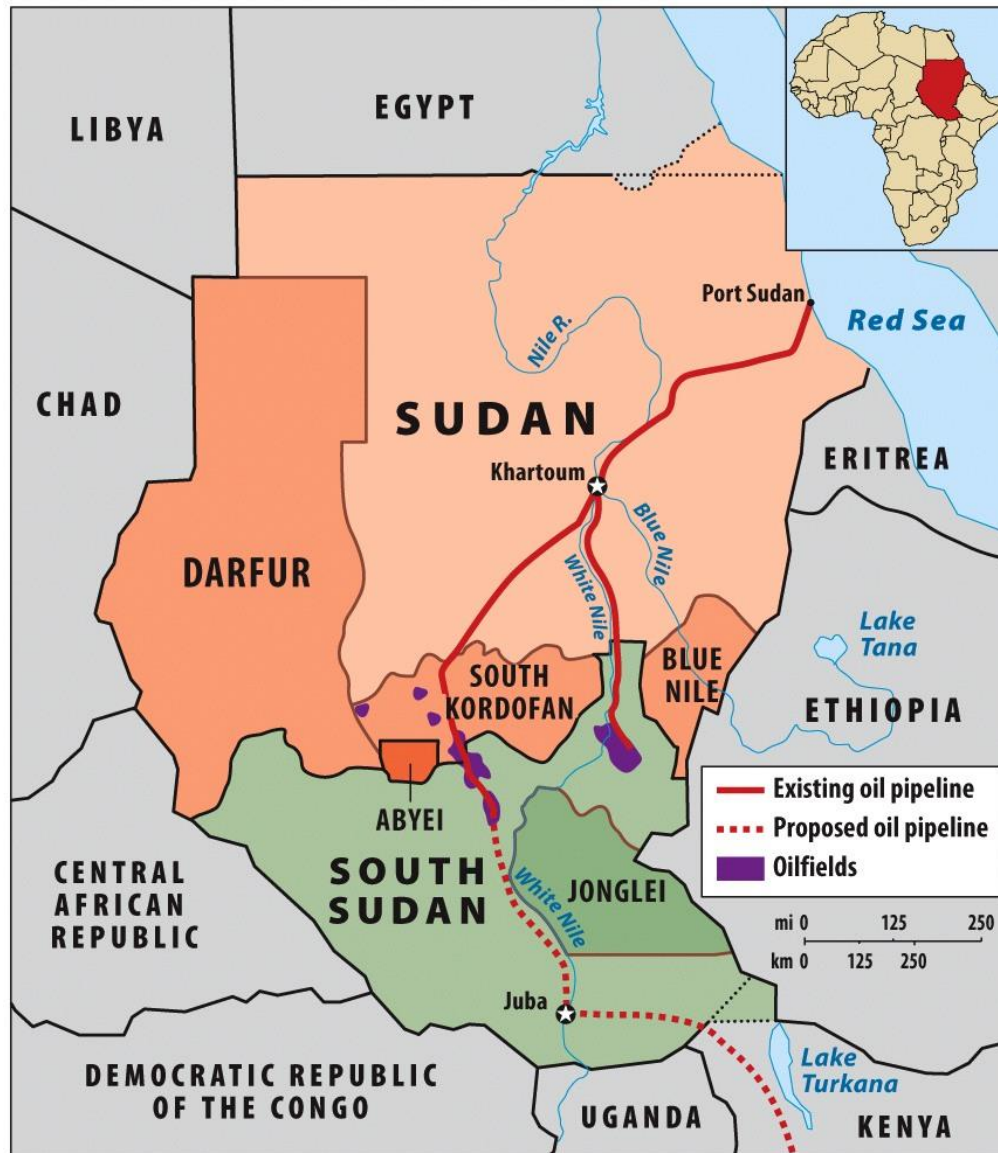 EGYPT
LIBYA
Port Sudan
Red Sea
Nile R.
CHAD
SUDAN
ERITREA
Khartoum
Blue Nile
White Nile
DARFUR
Lake
Tana
SOUTH
KORDOFAN
BLUE
NILE
ETHIOPIA
ABYEI
Existing oil pipeline
Proposed oil pipeline
Oilfields
CENTRAL
AFRICAN
REPUBLIC
SOUTH
SUDAN
JONGLEI
White Nile
mi 0 125 250
km 0 125 250
Juba
DEMOCRATIC REPUBLIC
OF THE CONGO
UGANDA
Lake
Turkana
KENYA